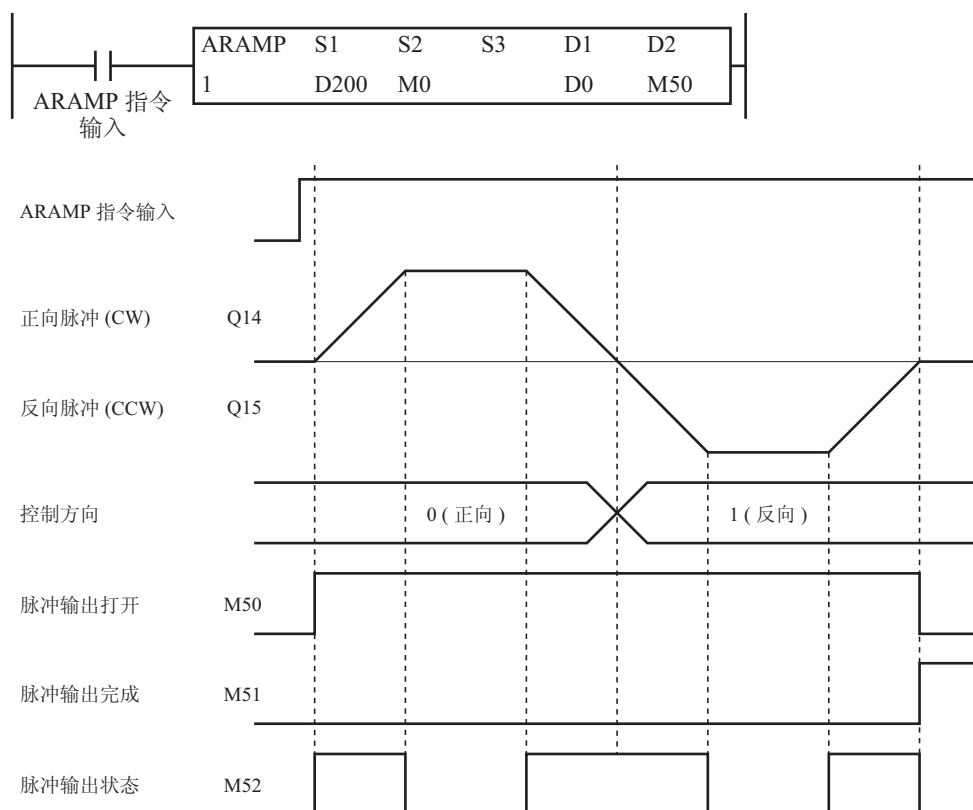 ARAMP S1 S2 S3 D1 D2
1 D200 M0 D0 M50
ARAMP 指令
输入
ARAMP 指令输入
正向脉冲 (CW) Q14
反向脉冲 (CCW) Q15
控制方向 0 ( 正向 ) 1 ( 反向 )
脉冲输出打开 M50
脉冲输出完成 M51
脉冲输出状态 M52